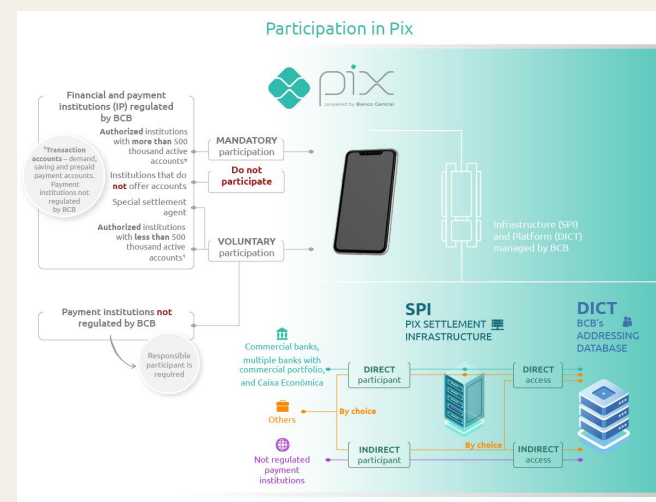 Participation in Pix
pix
powered by Banco Central
Financial and payment
institutions (IP) regulated
by BCB
Authorized institutions
with more than 500
thousand active
accounts*
Institutions that do
not offer accounts
Special settlement
agent
Authorized institutions
with less than 500
thousand active
accounts¹
¹Transaction
accounts – demand,
saving and prepaid
payment accounts.
Payment
institutions not
regulated
by BCB
MANDATORY
participation
Do not
participate
VOLUNTARY
participation
Payment institutions not
regulated by BCB
Responsible
participant is
required
Infrastructure (SPI)
and Platform (DICT)
managed by BCB
SPI
PIX SETTLEMENT
INFRASTRUCTURE
DICT
BCB's
ADDRESSING
DATABASE
Commercial banks,
multiple banks with
commercial portfolio,
and Caixa Econômica
Others
Not regulated
payment
institutions
By choice
DIRECT
participant
INDIRECT
participant
By choice
DIRECT
access
INDIRECT
access